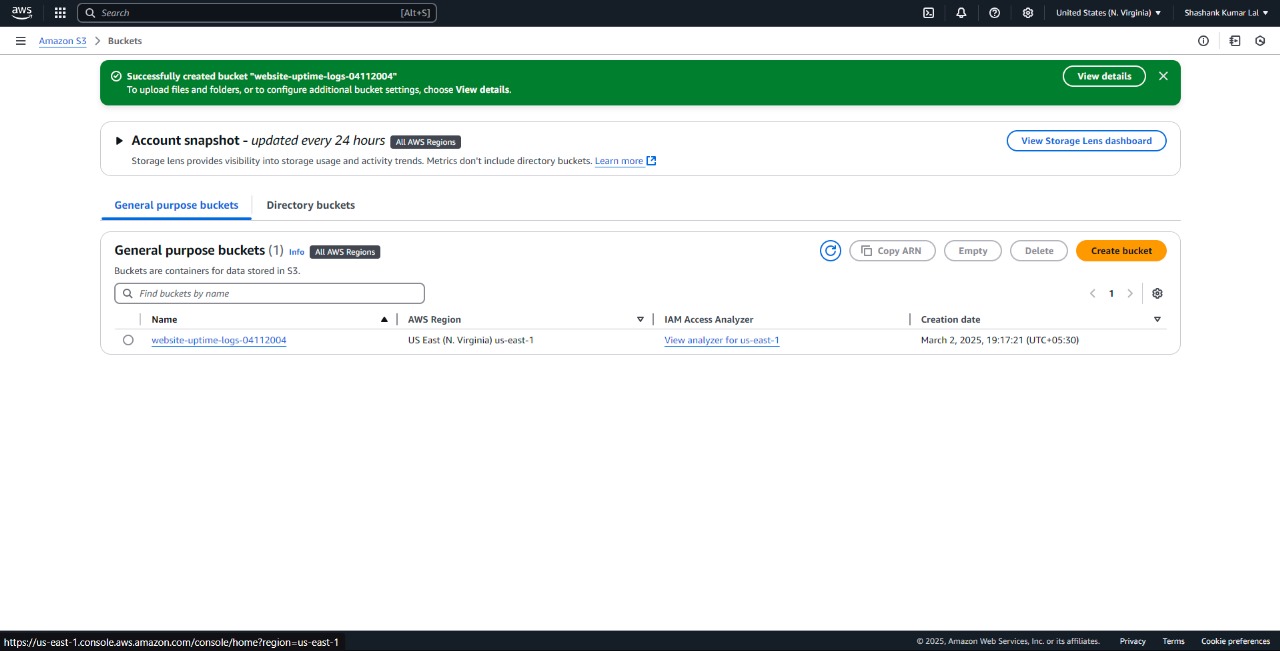 aws Search [Alt+S] United States (N. Virginia) Shashank Kumar Lal
Amazon S3 Buckets
Successfully created bucket "website-uptime-logs-04112004"
To upload files and folders, or to configure additional bucket settings, choose View details.
View details
Account snapshot - updated every 24 hours All AWS Regions
Storage lens provides visibility into storage usage and activity trends. Metrics don't include directory buckets. Learn more
View Storage Lens dashboard
General purpose buckets Directory buckets
General purpose buckets (1) Info All AWS Regions
Copy ARN Empty Delete Create bucket
Buckets are containers for data stored in S3.
Find buckets by name
1
Name AWS Region IAM Access Analyzer Creation date
website-uptime-logs-04112004 US East (N. Virginia) us-east-1 View analyzer for us-east-1 March 2, 2025, 19:17:21 (UTC+05:30)
https://us-east-1.console.aws.amazon.com/console/home?region=us-east-1
© 2025, Amazon Web Services, Inc. or its affiliates. Privacy Terms Cookie preferences